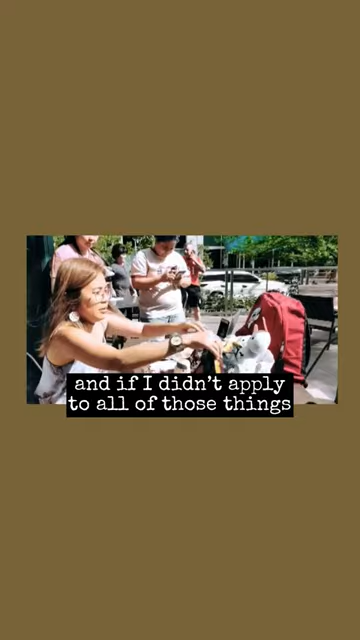 and if I didn't apply
to all of those things